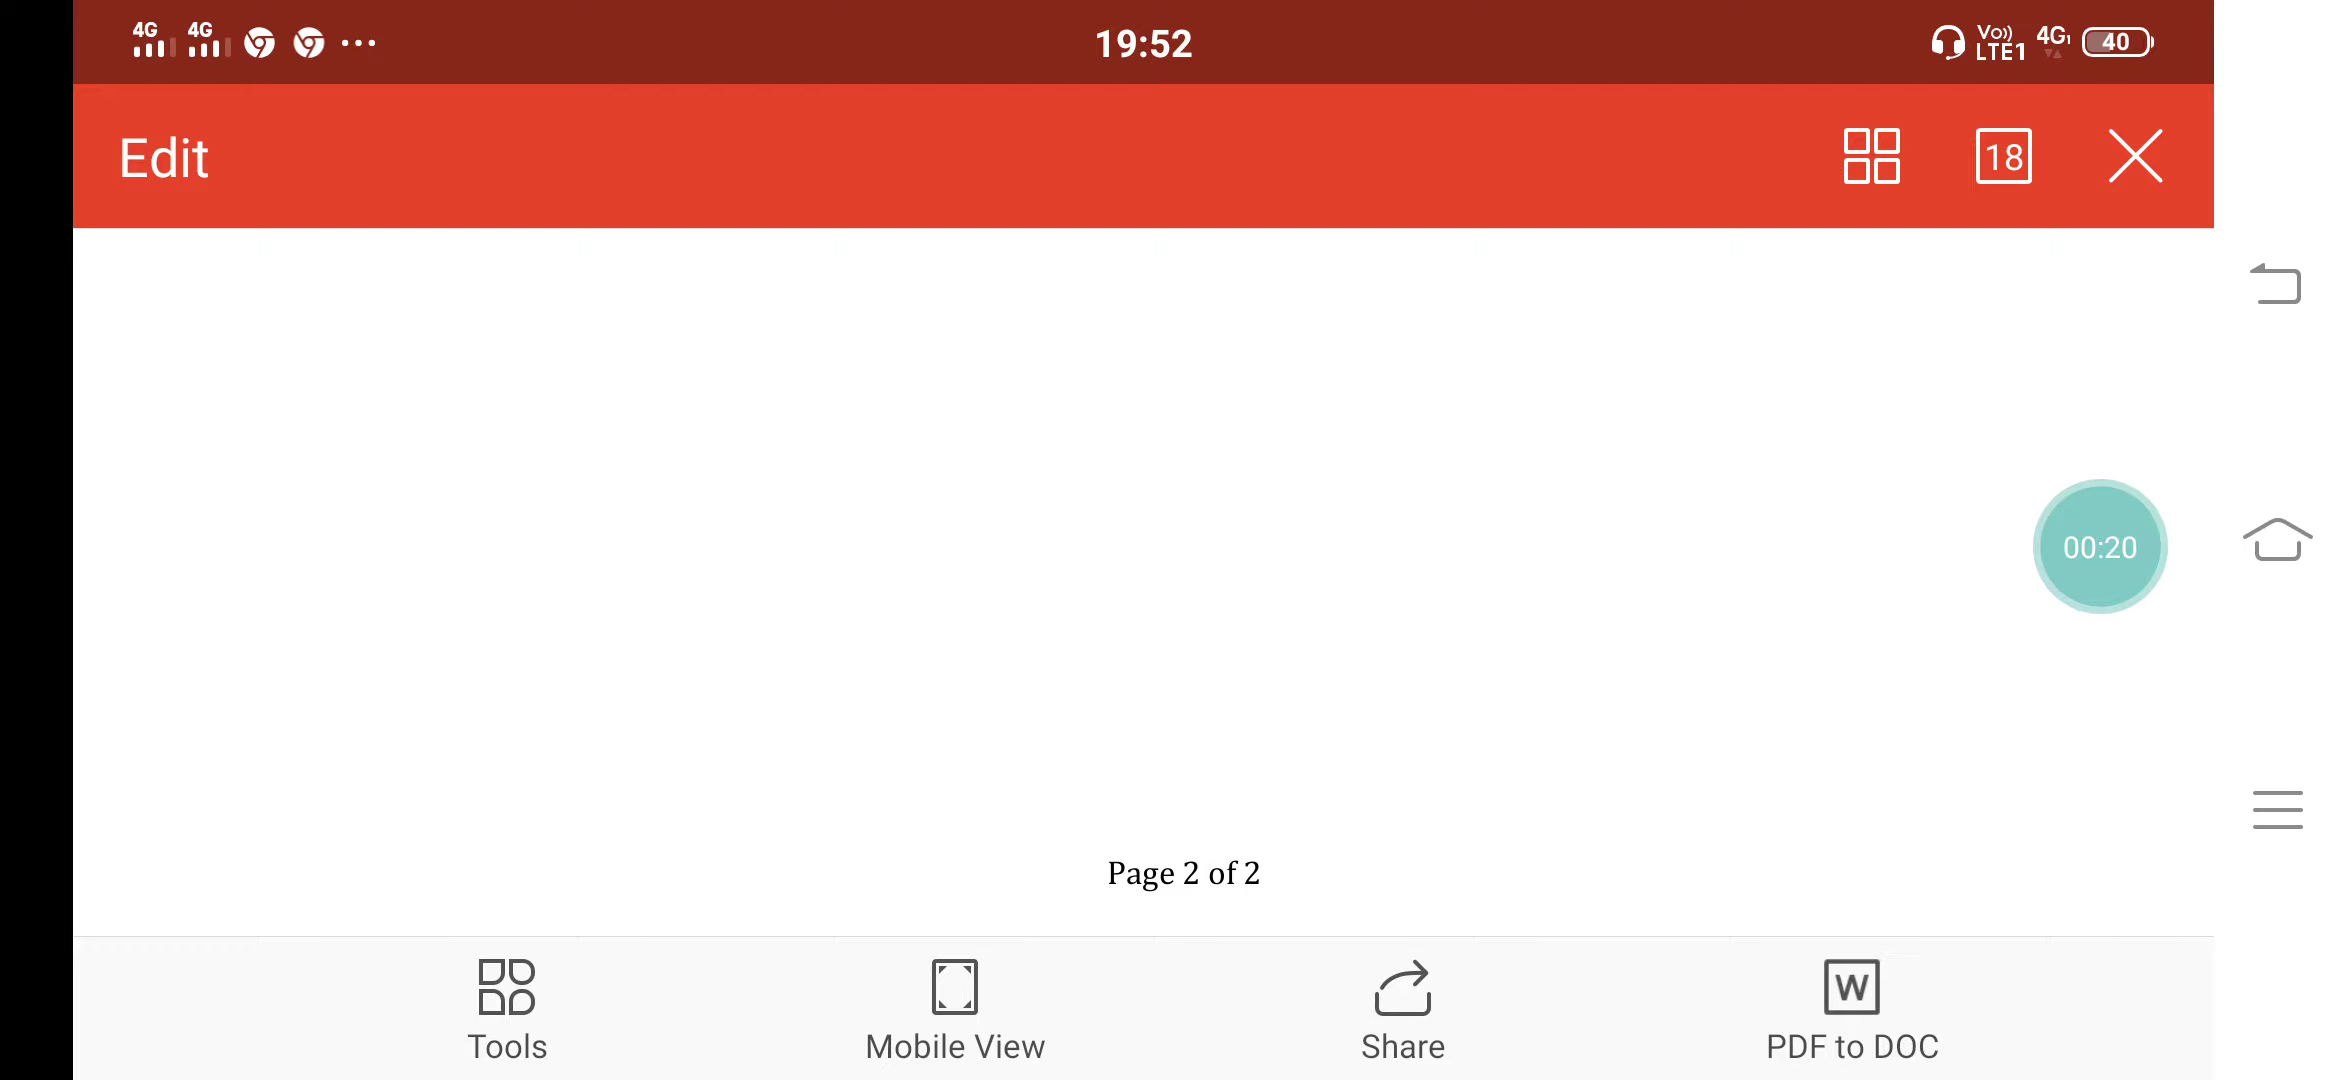 4G 4G 19:52 Vo)) LTE1 4G1 40
Edit 18
00:20
Page 2 of 2
Tools Mobile View Share W PDF to DOC